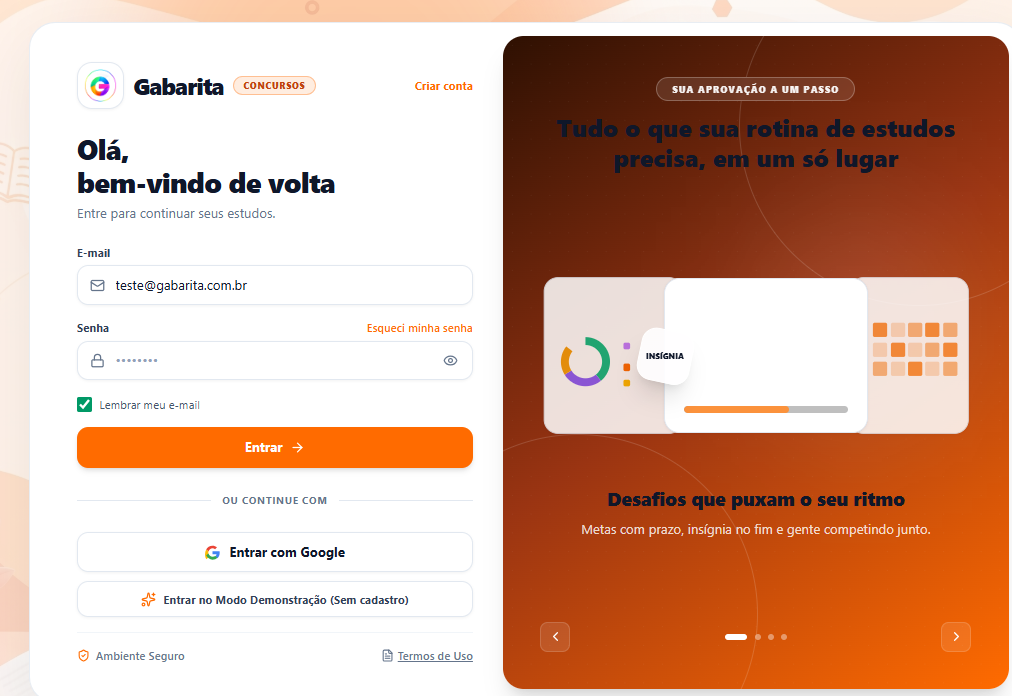 Gabarita
CONCURSOS
Criar conta
Olá,
bem-vindo de volta
Entre para continuar seus estudos.
E-mail
teste@gabarita.com.br
Senha
Esqueci minha senha
Lembrar meu e-mail
Entrar
OU CONTINUE COM
Entrar com Google
Entrar no Modo Demonstração (Sem cadastro)
Ambiente Seguro
Termos de Uso
SUA APROVAÇÃO A UM PASSO
Tudo o que sua rotina de estudos
precisa, em um só lugar
INSÍGNIA
Desafios que puxam o seu ritmo
Metas com prazo, insígnia no fim e gente competindo junto.